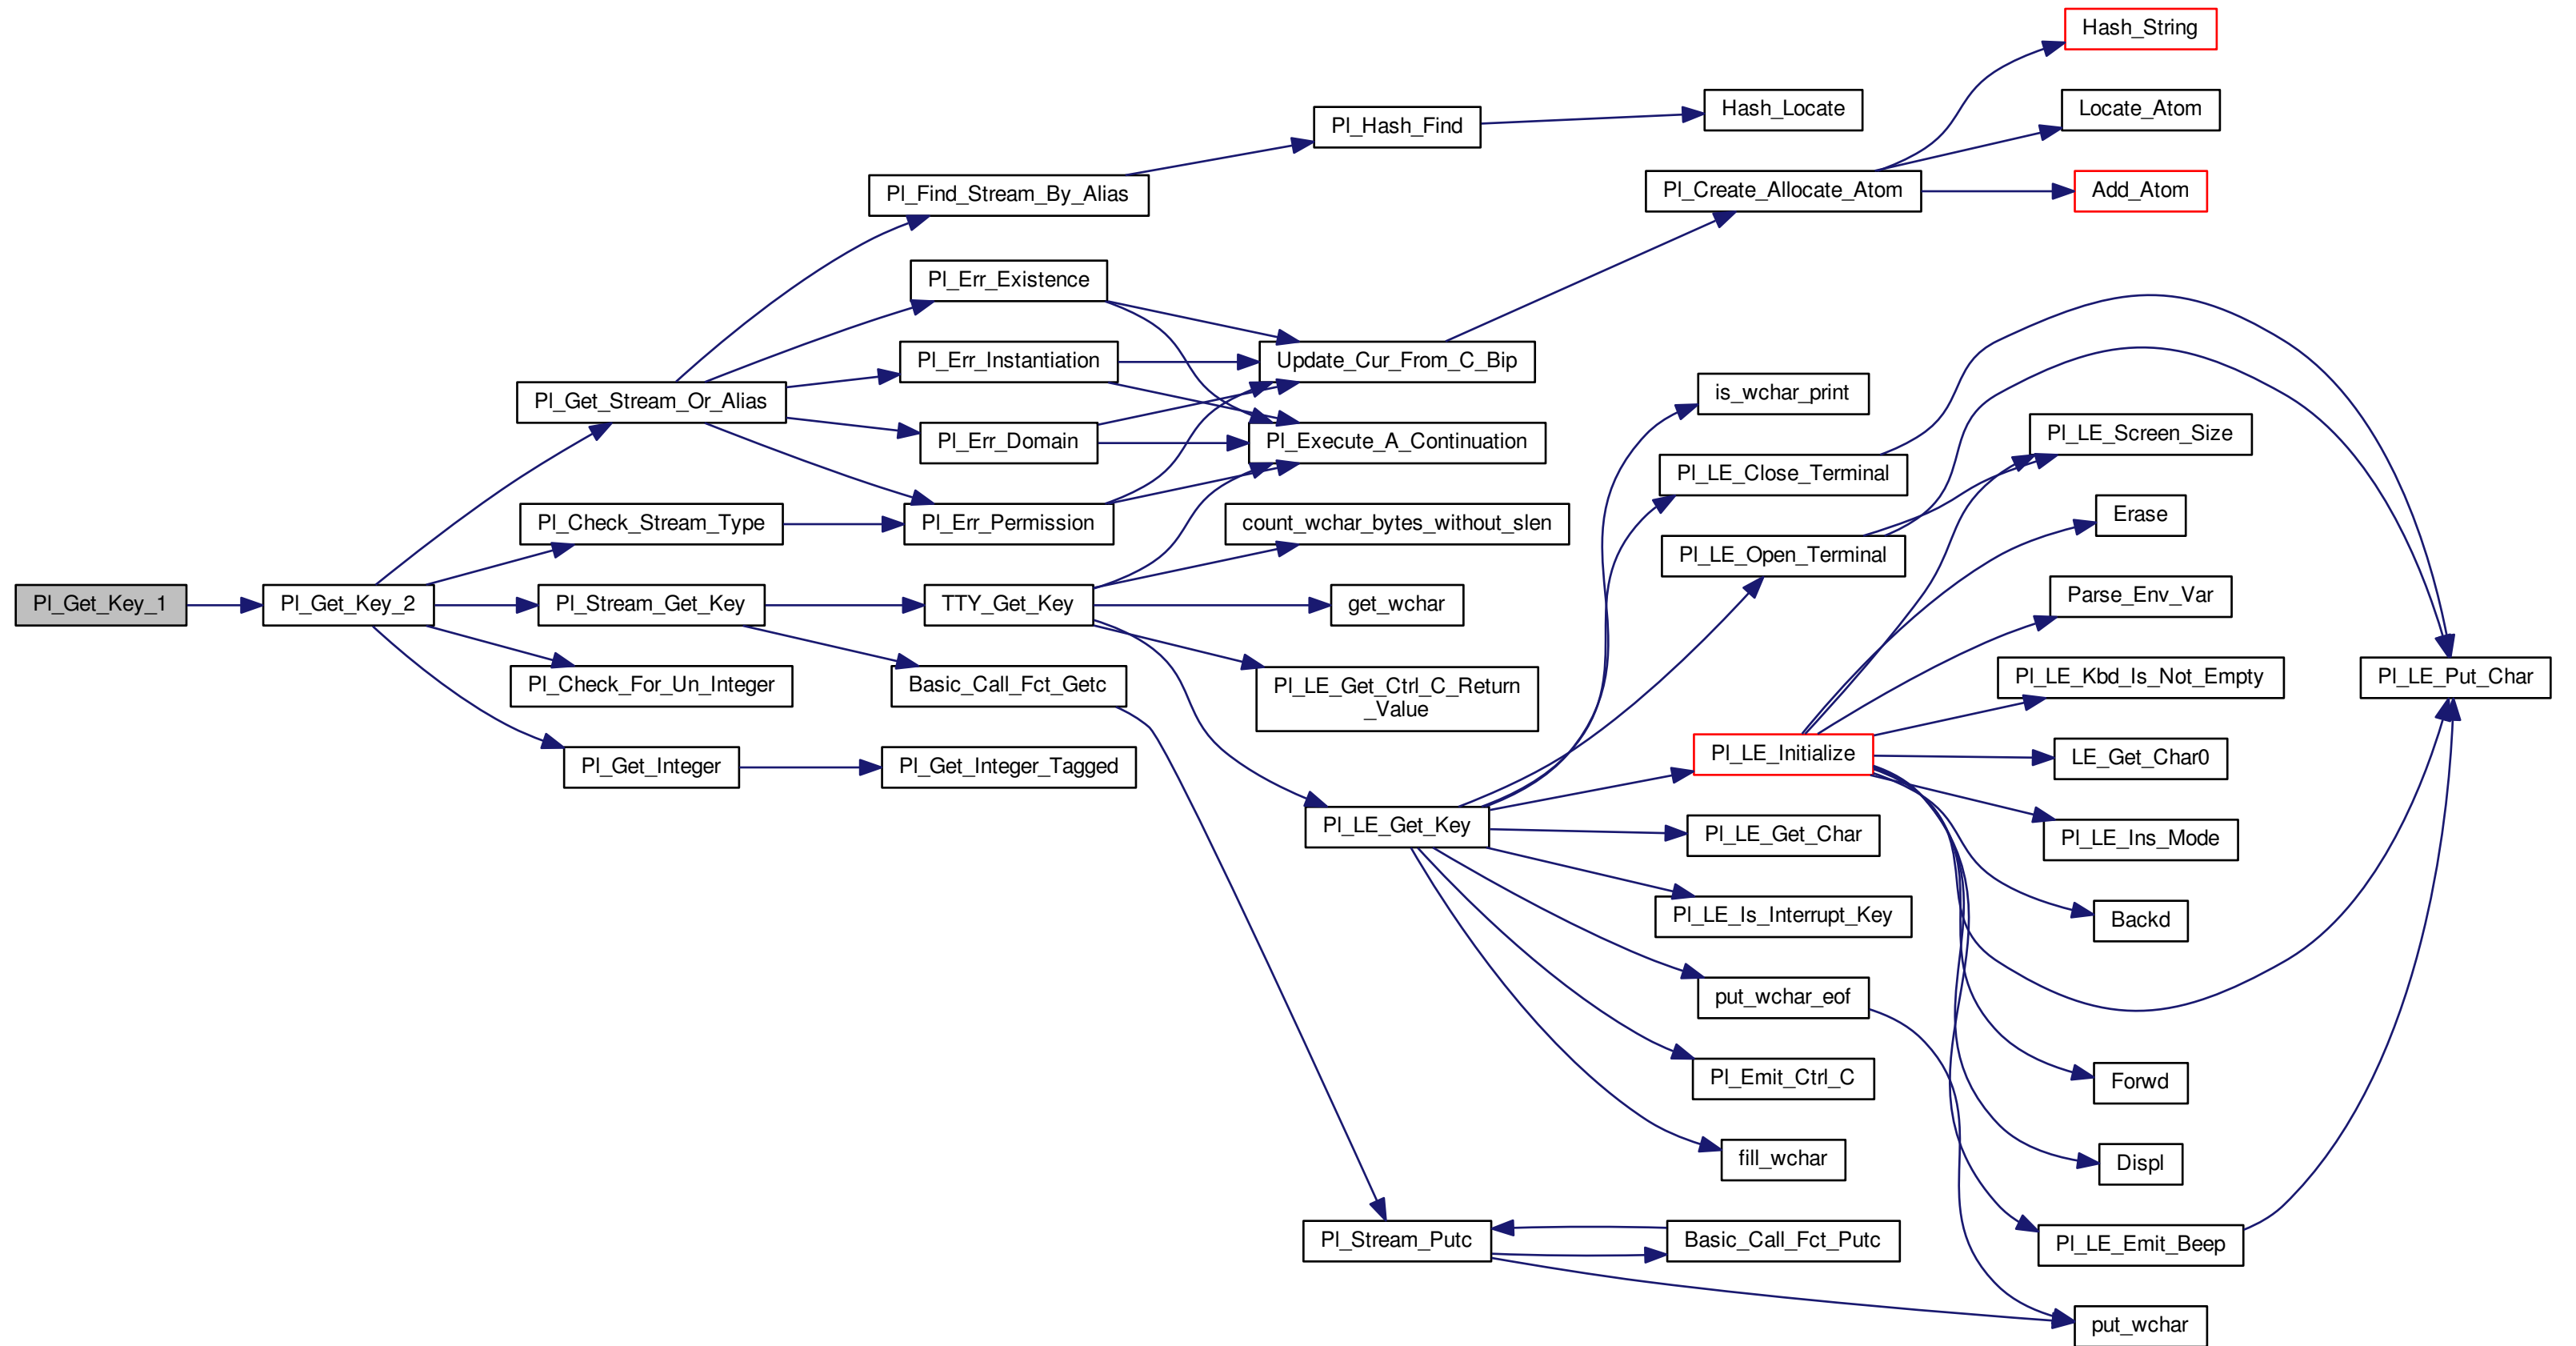 Pl_Get_Key_1
Pl_Get_Key_2
Pl_Get_Stream_Or_Alias
Pl_Check_Stream_Type
Pl_Stream_Get_Key
Pl_Check_For_Un_Integer
Pl_Get_Integer
Pl_Find_Stream_By_Alias
Pl_Err_Existence
Pl_Err_Instantiation
Pl_Err_Domain
Pl_Err_Permission
TTY_Get_Key
Basic_Call_Fct_Getc
Pl_Get_Integer_Tagged
Pl_Hash_Find
Update_Cur_From_C_Bip
Pl_Execute_A_Continuation
count_wchar_bytes_without_slen
get_wchar
Pl_LE_Get_Ctrl_C_Return
_Value
Pl_LE_Get_Key
Pl_Stream_Putc
Hash_Locate
Pl_Create_Allocate_Atom
is_wchar_print
Pl_LE_Close_Terminal
Pl_LE_Open_Terminal
Pl_LE_Initialize
Pl_LE_Get_Char
Pl_LE_Is_Interrupt_Key
put_wchar_eof
Pl_Emit_Ctrl_C
fill_wchar
Basic_Call_Fct_Putc
Hash_String
Locate_Atom
Add_Atom
Pl_LE_Screen_Size
Erase
Parse_Env_Var
Pl_LE_Kbd_Is_Not_Empty
LE_Get_Char0
Pl_LE_Ins_Mode
Backd
Forwd
Displ
Pl_LE_Emit_Beep
put_wchar
Pl_LE_Put_Char